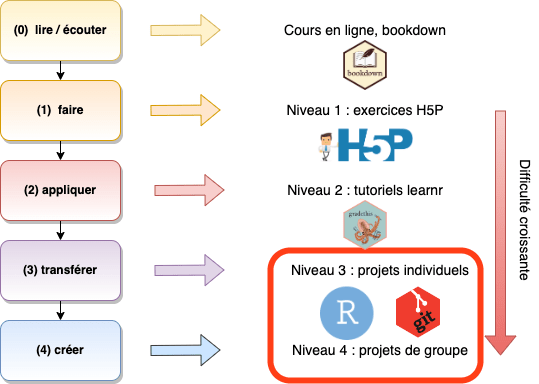 (0) lire / écouter
Cours en ligne, bookdown
bookdown
(1) faire
Niveau 1 : exercices H5P
H5P
(2) appliquer
Niveau 2 : tutoriels learnr
gradethis
(3) transférer
Niveau 3 : projets individuels
R
git
(4) créer
Niveau 4 : projets de groupe
Difficulté croissante